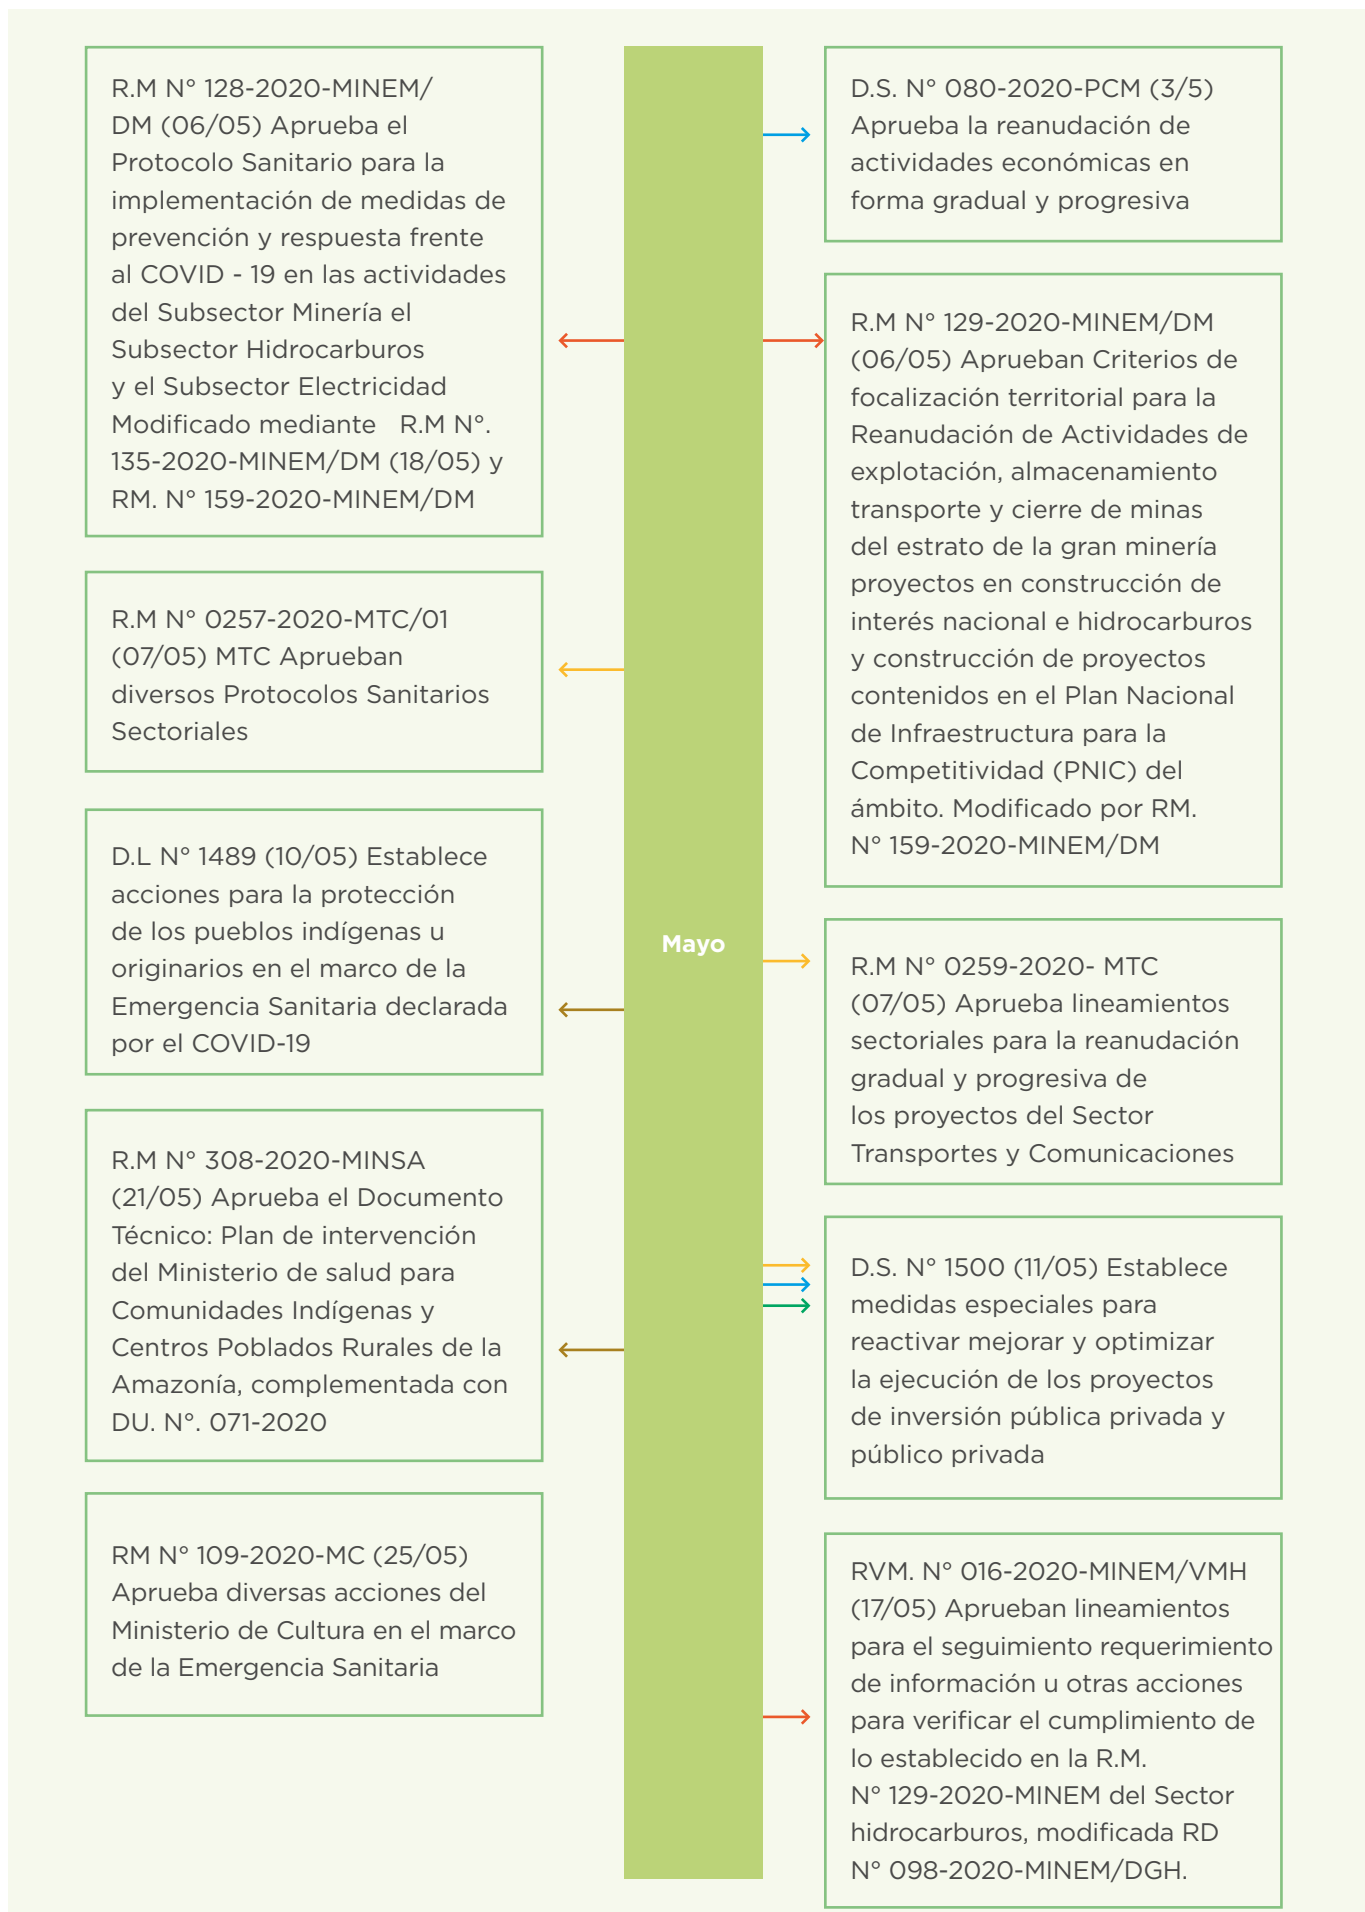 R.M N° 128-2020-MINEM/
DM (06/05) Aprueba el
Protocolo Sanitario para la
implementación de medidas de
prevención y respuesta frente
al COVID - 19 en las actividades
del Subsector Minería el
Subsector Hidrocarburos
y el Subsector Electricidad
Modificado mediante R.M N°.
135-2020-MINEM/DM (18/05) y
RM. N° 159-2020-MINEM/DM
R.M N° 0257-2020-MTC/01
(07/05) MTC Aprueban
diversos Protocolos Sanitarios
Sectoriales
D.L N° 1489 (10/05) Establece
acciones para la protección
de los pueblos indígenas u
originarios en el marco de la
Emergencia Sanitaria declarada
por el COVID-19
R.M N° 308-2020-MINSA
(21/05) Aprueba el Documento
Técnico: Plan de intervención
del Ministerio de salud para
Comunidades Indígenas y
Centros Poblados Rurales de la
Amazonía, complementada con
DU. N°. 071-2020
RM N° 109-2020-MC (25/05)
Aprueba diversas acciones del
Ministerio de Cultura en el marco
de la Emergencia Sanitaria
Mayo
D.S. N° 080-2020-PCM (3/5)
Aprueba la reanudación de
actividades económicas en
forma gradual y progresiva
R.M N° 129-2020-MINEM/DM
(06/05) Aprueban Criterios de
focalización territorial para la
Reanudación de Actividades de
explotación, almacenamiento
transporte y cierre de minas
del estrato de la gran minería
proyectos en construcción de
interés nacional e hidrocarburos
y construcción de proyectos
contenidos en el Plan Nacional
de Infraestructura para la
Competitividad (PNIC) del
ámbito. Modificado por RM.
N° 159-2020-MINEM/DM
R.M N° 0259-2020- MTC
(07/05) Aprueba lineamientos
sectoriales para la reanudación
gradual y progresiva de
los proyectos del Sector
Transportes y Comunicaciones
D.S. N° 1500 (11/05) Establece
medidas especiales para
reactivar mejorar y optimizar
la ejecución de los proyectos
de inversión pública privada y
público privada
RVM. N° 016-2020-MINEM/VMH
(17/05) Aprueban lineamientos
para el seguimiento requerimiento
de información u otras acciones
para verificar el cumplimiento de
lo establecido en la R.M.
N° 129-2020-MINEM del Sector
hidrocarburos, modificada RD
N° 098-2020-MINEM/DGH.